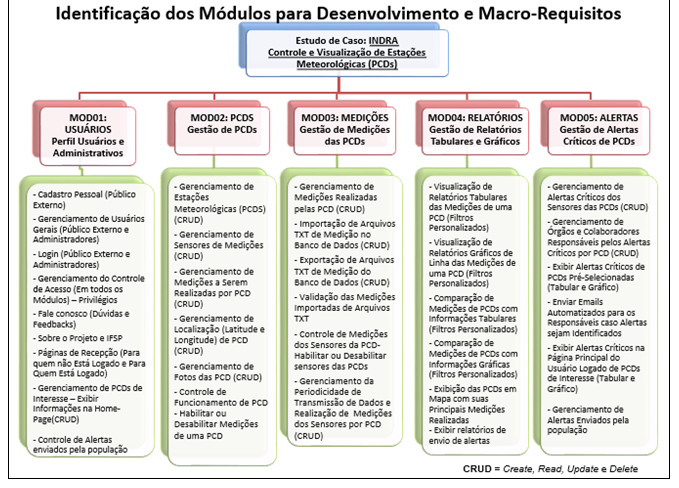 Identificação dos Módulos para Desenvolvimento e Macro-Requisitos
Estudo de Caso: INDRA
Controle e Visualização de Estações
Meteorológicas (PCDs)
MOD01:
USUÁRIOS
Perfil Usuários e
Administrativos
- Cadastro Pessoal (Público
Externo)
- Gerenciamento de Usuários
Gerais (Público Externo e
Administradores)
- Login (Público Externo e
Administradores)
- Gerenciamento do Controle
de Acesso (Em todos os
Módulos) – Privilégios
- Fale conosco (Dúvidas e
Feedbacks)
- Sobre o Projeto e IFSP
- Páginas de Recepção (Para
quem não Está Logado e Para
Quem Está Logado)
- Gerenciamento de PCDs de
Interesse – Exibir
Informações na Home-
Page(CRUD)
- Controle de Alertas
enviados pela população
MOD02: PCDS
Gestão de PCDs
- Gerenciamento de
Estações
Meteorológicas (PCDS)
(CRUD)
- Gerenciamento de
Sensores de Medições
(CRUD)
- Gerenciamento de
Medições a Serem
Realizadas por PCD
(CRUD)
- Gerenciamento de
Localização (Latitude e
Longitude) de PCD
(CRUD)
- Gerenciamento de
Fotos das PCD (CRUD)
- Controle de
Funcionamento de PCD
- Habilitar ou
Desabilitar Medições
de uma PCD
MOD03: MEDIÇÕES
Gestão de Medições
das PCDs
- Gerenciamento de
Medições Realizadas
pelas PCD (CRUD)
- Importação de Arquivos
TXT de Medição no
Banco de Dados (CRUD)
- Exportação de Arquivos
TXT de Medição do
Banco de Dados (CRUD)
- Validação das Medições
Importadas de Arquivos
TXT
- Controle de Medições
dos Sensores da PCD-
Habilitar ou Desabilitar
sensores das PCDs
- Gerenciamento da
Periodicidade de
Transmissão de Dados e
Realização de Medições
dos Sensores por PCD
(CRUD)
MOD04: RELATÓRIOS
Gestão de Relatórios
Tabulares e Gráficos
- Visualização de
Relatórios Tabulares
das Medições de uma
PCD (Filtros
Personalizados)
- Visualização de
Relatórios Gráficos de
Linha das Medições de
uma PCD (Filtros
Personalizados)
- Comparação de
Medições de PCDs com
Informações Tabulares
(Filtros Personalizados)
- Comparação de
Medições de PCDs com
Informações Gráficas
(Filtros Personalizados)
- Exibição das PCDs em
Mapa com suas
Principais Medições
Realizadas
- Exibir relatórios de
envio de alertas
MOD05: ALERTAS
Gestão de Alertas
Críticos de PCDs
- Gerenciamento de
Alertas Críticos dos
Sensores das PCDs (CRUD)
- Gerenciamento de
Órgãos e Colaboradores
Responsáveis pelos Alertas
Críticos por PCD (CRUD)
- Exibir Alertas Críticos de
PCDs Pré-Selecionadas
(Tabular e Gráfico)
- Enviar Emails
Automatizados para os
Responsáveis caso Alertas
sejam Identificados
- Exibir Alertas Críticos na
Página Principal do
Usuário Logado de PCDs
de Interesse (Tabular e
Gráfico)
- Gerenciamento de
Alertas Enviados pela
população
CRUD = Create, Read, Update e Delete